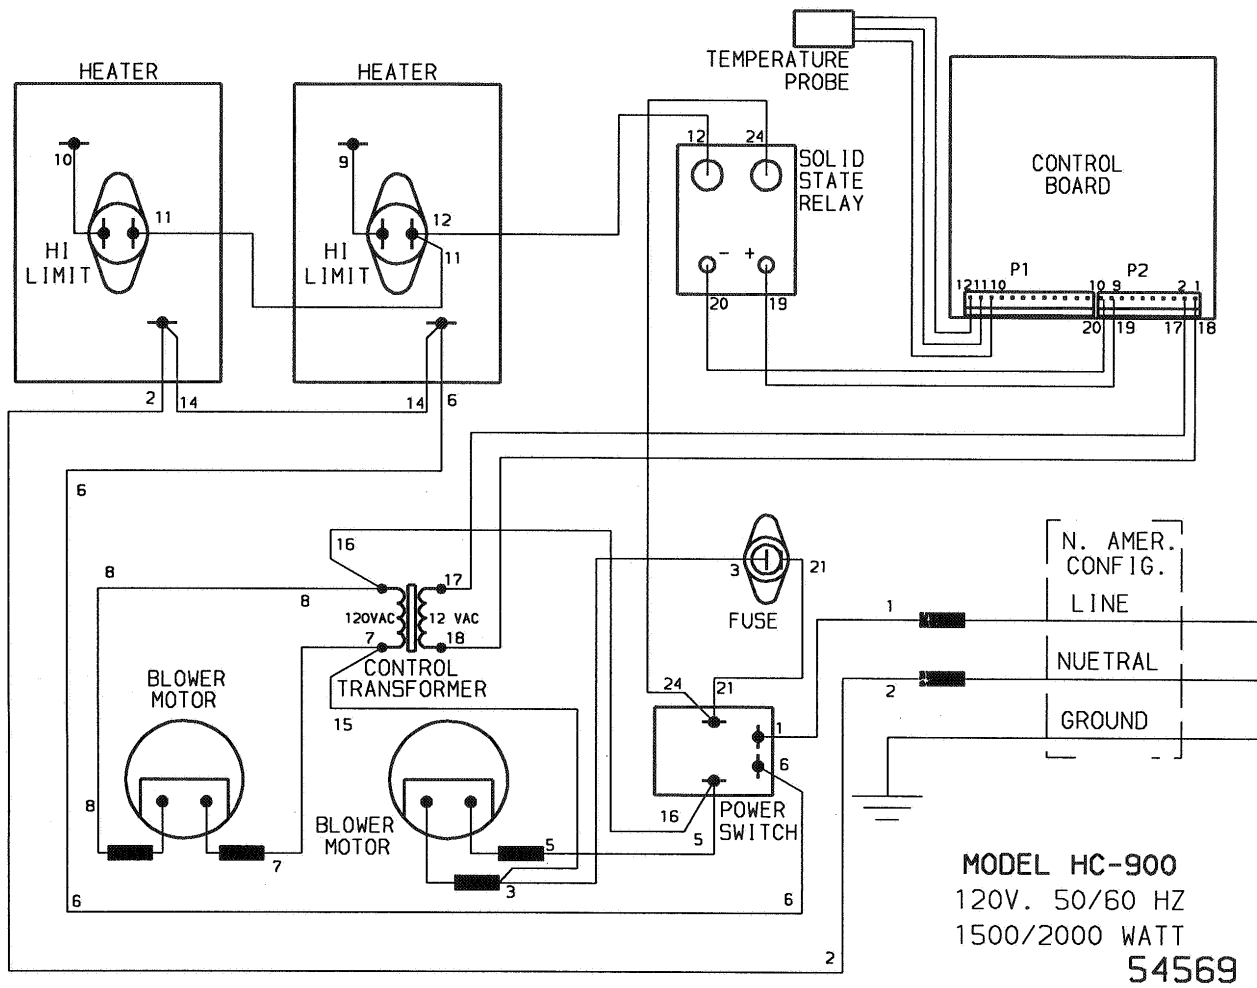 HEATER
HEATER
TEMPERATURE
PROBE
CONTROL
BOARD
12
24
SOLID
STATE
RELAY
10
9
11
12
11
HI
LIMIT
HI
LIMIT
- +
20
19
P1
P2
12 11 10
10 9
2 1
20 19
17 18
2
14
14
6
6
16
17
3
21
FUSE
8
8
120VAC
12 VAC
7
18
CONTROL
TRANSFORMER
15
N. AMER.
CONFIG.
1
LINE
NUETRAL
2
GROUND
BLOWER
MOTOR
24
21
1
6
16
5
POWER
SWITCH
8
7
BLOWER
MOTOR
5
3
6
6
2
MODEL HC-900
120V. 50/60 HZ
1500/2000 WATT
54569